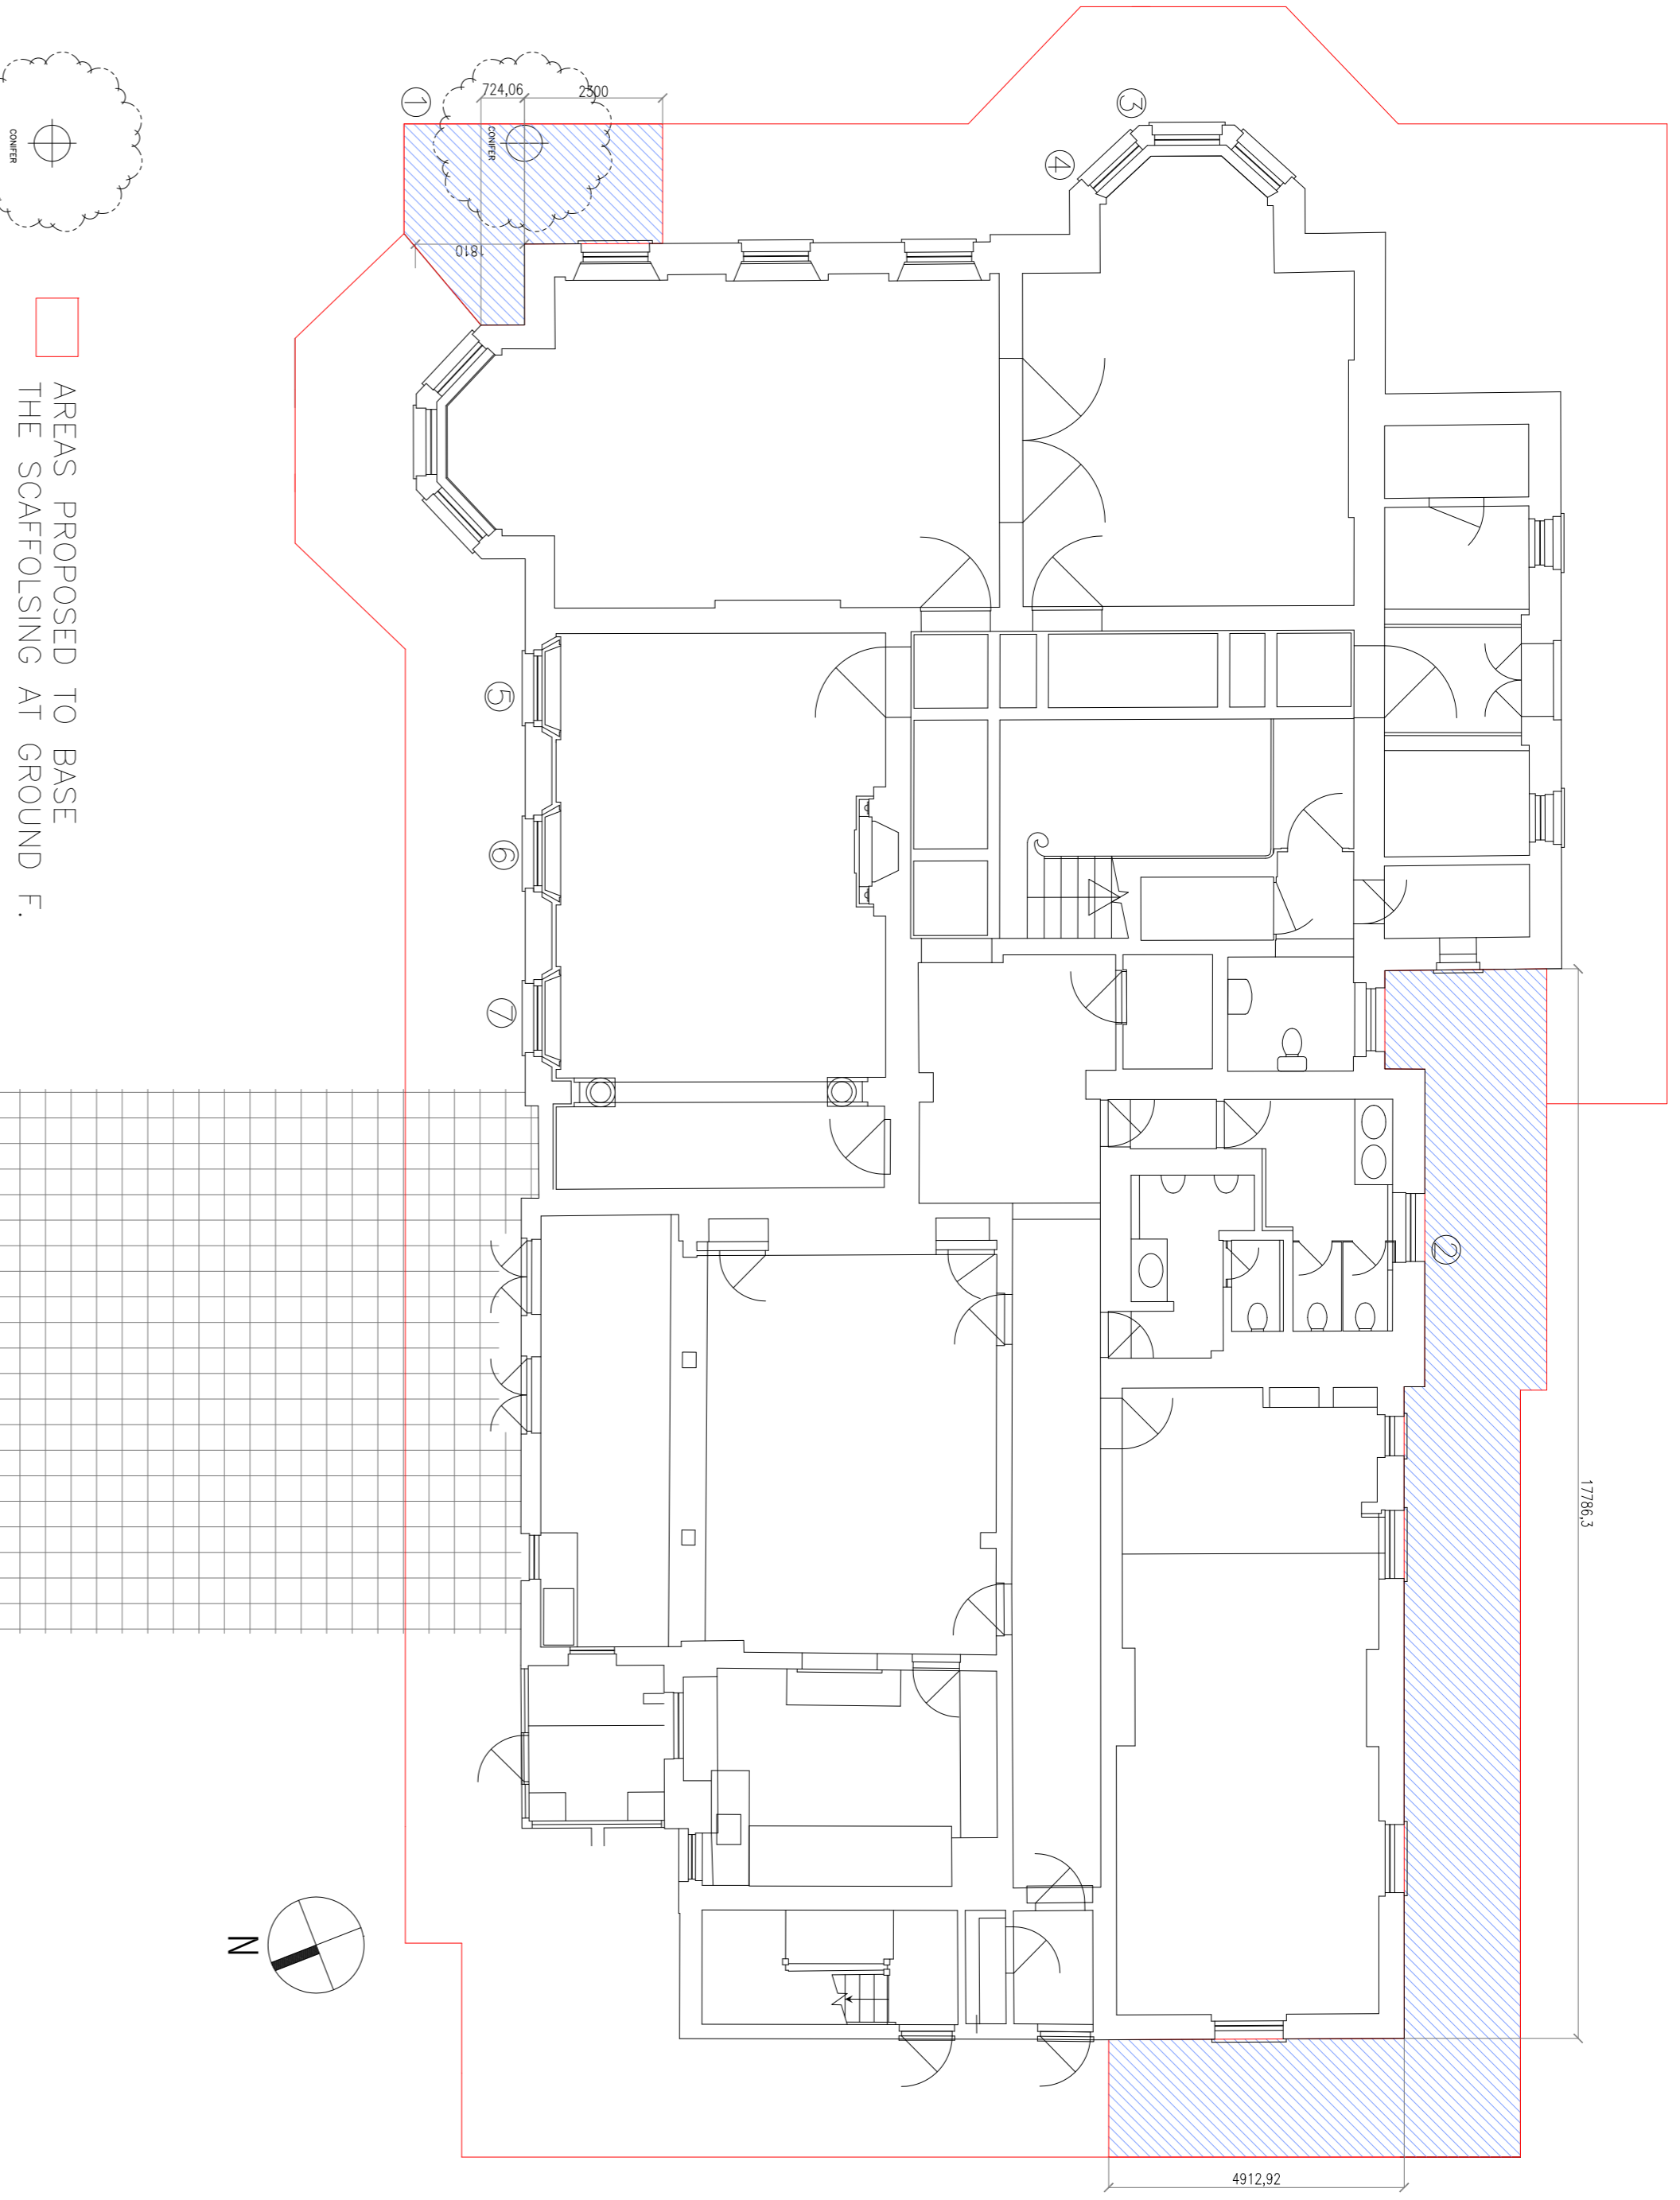 724,06
2300
1
CONIFER
CONIFER
1810
3
4
5
6
7
2
17786,3
4912,92
N
AREAS PROPOSED TO BASE
THE SCAFFOLSING AT GROUND F.